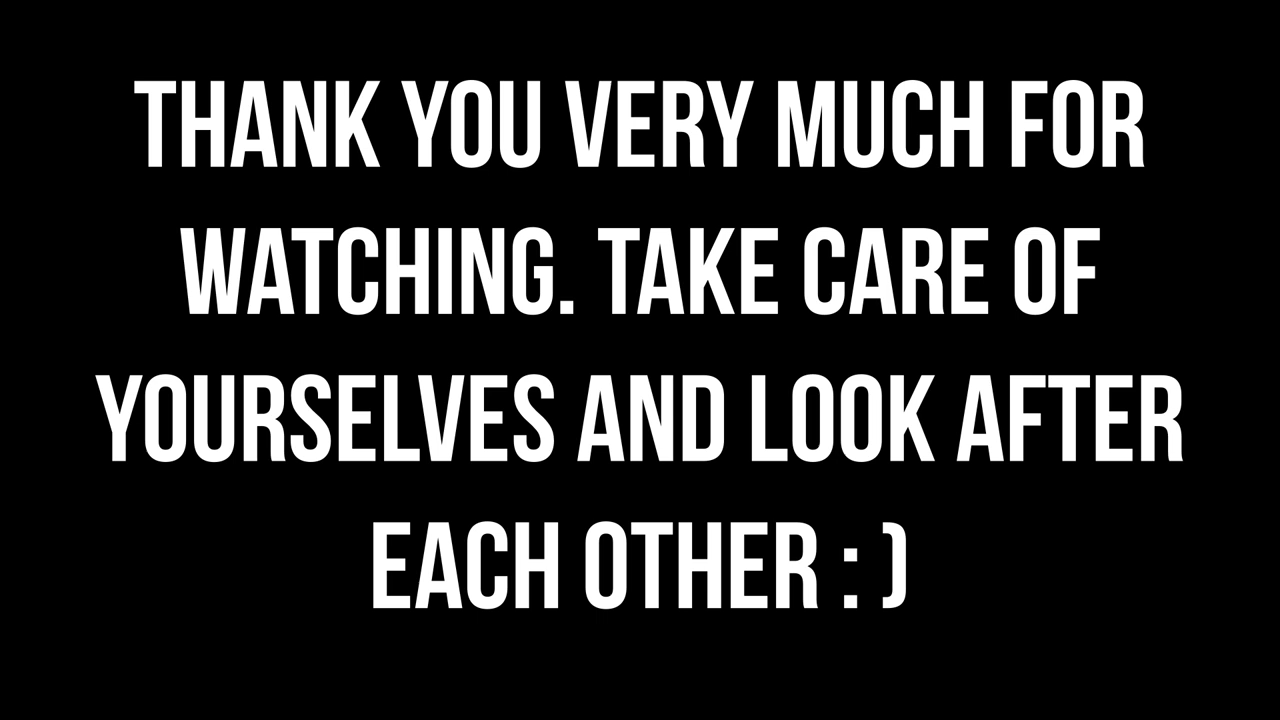 THANK YOU VERY MUCH FOR
WATCHING. TAKE CARE OF
YOURSELVES AND LOOK AFTER
EACH OTHER : )